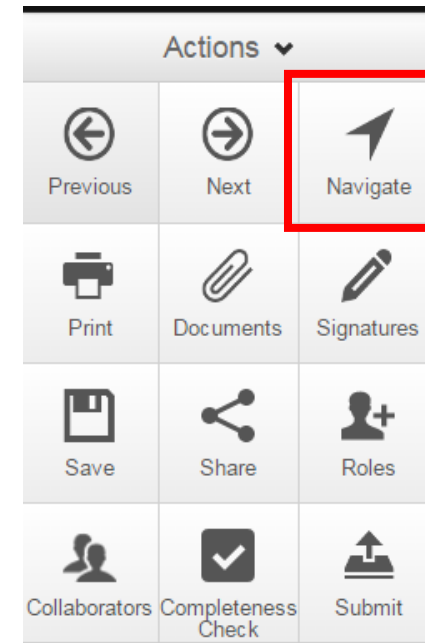 Actions
Previous Next Navigate
Print Documents Signatures
Save Share Roles
Collaborators Completeness Check Submit